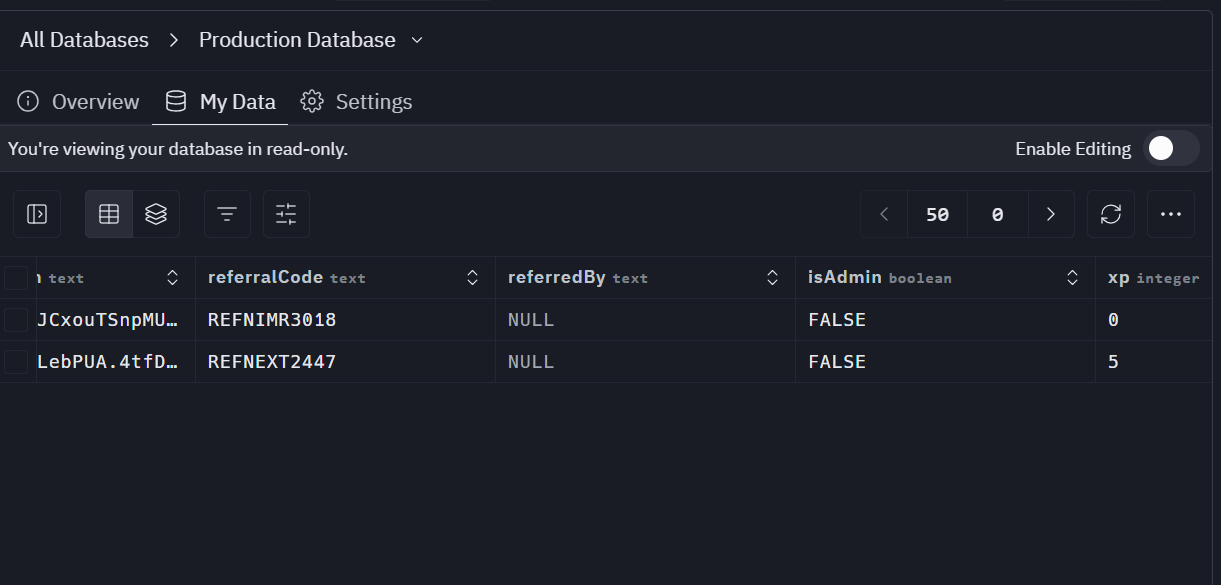 All Databases > Production Database
Overview My Data Settings
You're viewing your database in read-only. Enable Editing
50 0
text referralCode text referredBy text isAdmin boolean xp integer
JCxouTSnpMU… REFNIMR3018 NULL FALSE 0
LebPUA.4tfD… REFNEXT2447 NULL FALSE 5